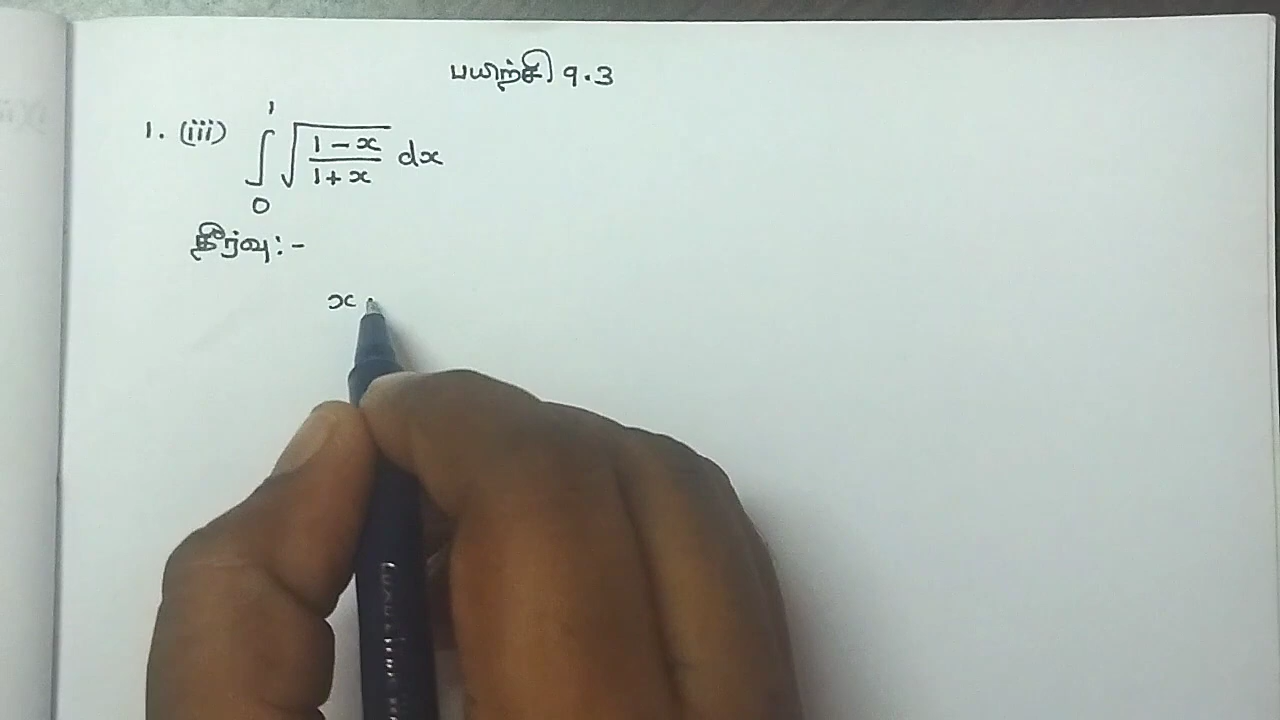 பயிற்சி 9.3
1. (iii) ∫₀¹ √((1-x)/(1+x)) dx
தீர்வு:-
x